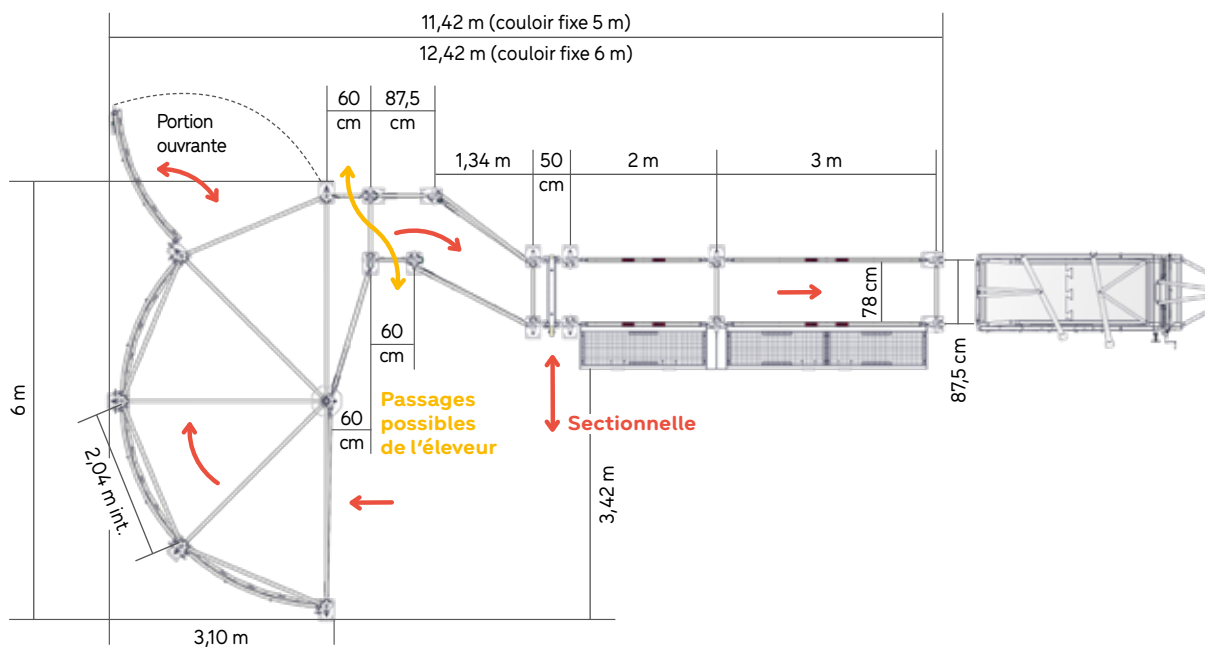 11,42 m (couloir fixe 5 m)
12,42 m (couloir fixe 6 m)
60
cm
87,5
cm
Portion
ouvrante
1,34 m
50
cm
2 m
3 m
78 cm
87,5 cm
60
cm
6 m
Passages
possibles
de l'éleveur
60
cm
Sectionnelle
2,04 m int.
3,42 m
3,10 m